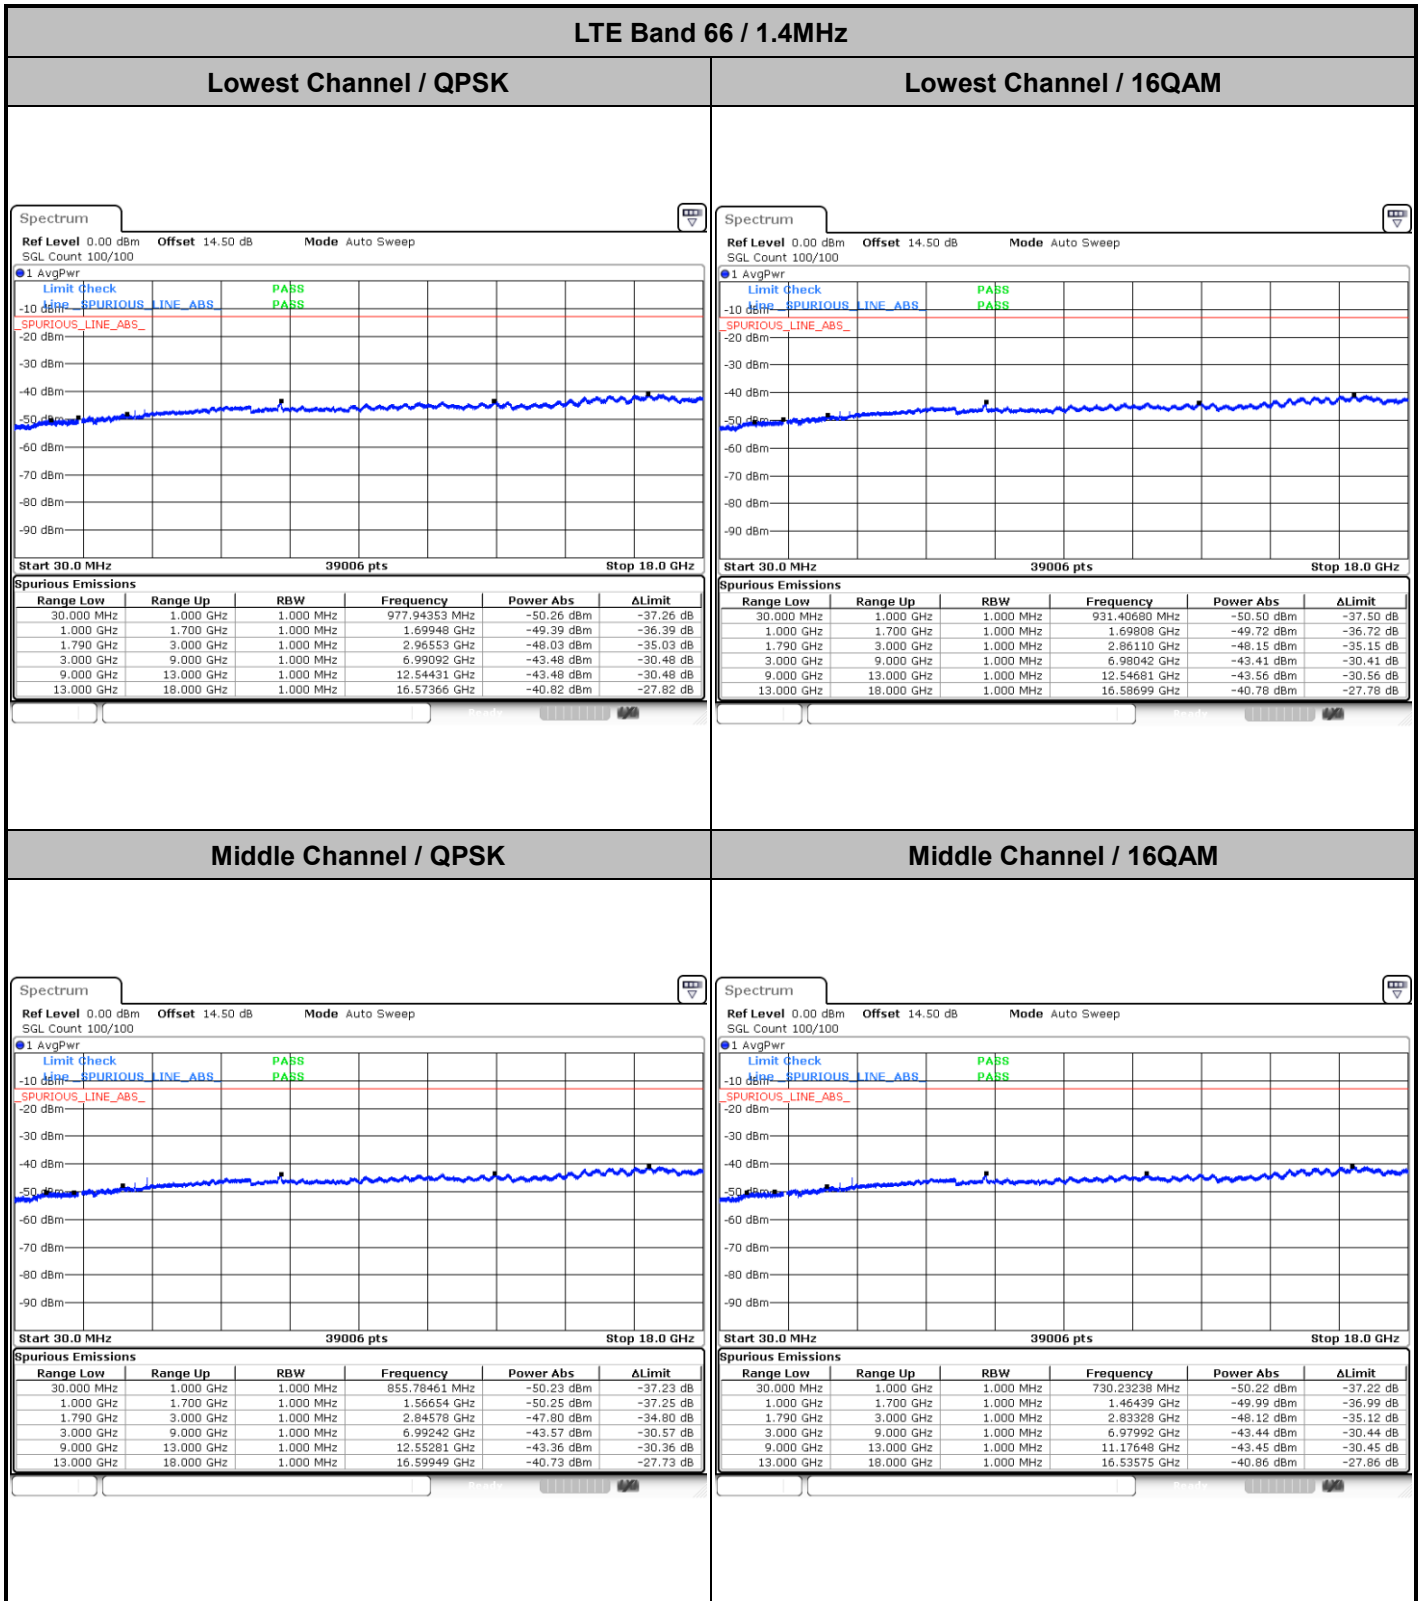 LTE Band 66 / 1.4MHz
Lowest Channel / QPSK
Lowest Channel / 16QAM
Spectrum
Ref Level 0.00 dBm Offset 14.50 dB Mode Auto Sweep
SGL Count 100/100
1 AvgPwr
Limit Check PASS
Line _SPURIOUS_LINE_ABS_ PASS
-10 dBm
_SPURIOUS_LINE_ABS_
-20 dBm
-30 dBm
-40 dBm
-50 dBm
-60 dBm
-70 dBm
-80 dBm
-90 dBm
Start 30.0 MHz 39006 pts Stop 18.0 GHz
Spurious Emissions
Range Low Range Up RBW Frequency Power Abs ΔLimit
30.000 MHz 1.000 GHz 1.000 MHz 977.94353 MHz -50.26 dBm -37.26 dB
1.000 GHz 1.700 GHz 1.000 MHz 1.69948 GHz -49.39 dBm -36.39 dB
1.790 GHz 3.000 GHz 1.000 MHz 2.96553 GHz -48.03 dBm -35.03 dB
3.000 GHz 9.000 GHz 1.000 MHz 6.99092 GHz -43.48 dBm -30.48 dB
9.000 GHz 13.000 GHz 1.000 MHz 12.54431 GHz -43.48 dBm -30.48 dB
13.000 GHz 18.000 GHz 1.000 MHz 16.57366 GHz -40.82 dBm -27.82 dB
Ready
Spectrum
Ref Level 0.00 dBm Offset 14.50 dB Mode Auto Sweep
SGL Count 100/100
1 AvgPwr
Limit Check PASS
Line _SPURIOUS_LINE_ABS_ PASS
-10 dBm
_SPURIOUS_LINE_ABS_
-20 dBm
-30 dBm
-40 dBm
-50 dBm
-60 dBm
-70 dBm
-80 dBm
-90 dBm
Start 30.0 MHz 39006 pts Stop 18.0 GHz
Spurious Emissions
Range Low Range Up RBW Frequency Power Abs ΔLimit
30.000 MHz 1.000 GHz 1.000 MHz 931.40680 MHz -50.50 dBm -37.50 dB
1.000 GHz 1.700 GHz 1.000 MHz 1.69808 GHz -49.72 dBm -36.72 dB
1.790 GHz 3.000 GHz 1.000 MHz 2.86110 GHz -48.15 dBm -35.15 dB
3.000 GHz 9.000 GHz 1.000 MHz 6.98042 GHz -43.41 dBm -30.41 dB
9.000 GHz 13.000 GHz 1.000 MHz 12.54681 GHz -43.56 dBm -30.56 dB
13.000 GHz 18.000 GHz 1.000 MHz 16.58699 GHz -40.78 dBm -27.78 dB
Ready
Middle Channel / QPSK
Middle Channel / 16QAM
Spectrum
Ref Level 0.00 dBm Offset 14.50 dB Mode Auto Sweep
SGL Count 100/100
1 AvgPwr
Limit Check PASS
Line _SPURIOUS_LINE_ABS_ PASS
-10 dBm
_SPURIOUS_LINE_ABS_
-20 dBm
-30 dBm
-40 dBm
-50 dBm
-60 dBm
-70 dBm
-80 dBm
-90 dBm
Start 30.0 MHz 39006 pts Stop 18.0 GHz
Spurious Emissions
Range Low Range Up RBW Frequency Power Abs ΔLimit
30.000 MHz 1.000 GHz 1.000 MHz 855.78461 MHz -50.23 dBm -37.23 dB
1.000 GHz 1.700 GHz 1.000 MHz 1.56654 GHz -50.25 dBm -37.25 dB
1.790 GHz 3.000 GHz 1.000 MHz 2.84578 GHz -47.80 dBm -34.80 dB
3.000 GHz 9.000 GHz 1.000 MHz 6.99242 GHz -43.57 dBm -30.57 dB
9.000 GHz 13.000 GHz 1.000 MHz 12.55281 GHz -43.36 dBm -30.36 dB
13.000 GHz 18.000 GHz 1.000 MHz 16.59949 GHz -40.73 dBm -27.73 dB
Ready
Spectrum
Ref Level 0.00 dBm Offset 14.50 dB Mode Auto Sweep
SGL Count 100/100
1 AvgPwr
Limit Check PASS
Line _SPURIOUS_LINE_ABS_ PASS
-10 dBm
_SPURIOUS_LINE_ABS_
-20 dBm
-30 dBm
-40 dBm
-50 dBm
-60 dBm
-70 dBm
-80 dBm
-90 dBm
Start 30.0 MHz 39006 pts Stop 18.0 GHz
Spurious Emissions
Range Low Range Up RBW Frequency Power Abs ΔLimit
30.000 MHz 1.000 GHz 1.000 MHz 730.23238 MHz -50.22 dBm -37.22 dB
1.000 GHz 1.700 GHz 1.000 MHz 1.46439 GHz -49.99 dBm -36.99 dB
1.790 GHz 3.000 GHz 1.000 MHz 2.83328 GHz -48.12 dBm -35.12 dB
3.000 GHz 9.000 GHz 1.000 MHz 6.97992 GHz -43.44 dBm -30.44 dB
9.000 GHz 13.000 GHz 1.000 MHz 11.17648 GHz -43.45 dBm -30.45 dB
13.000 GHz 18.000 GHz 1.000 MHz 16.53575 GHz -40.86 dBm -27.86 dB
Ready